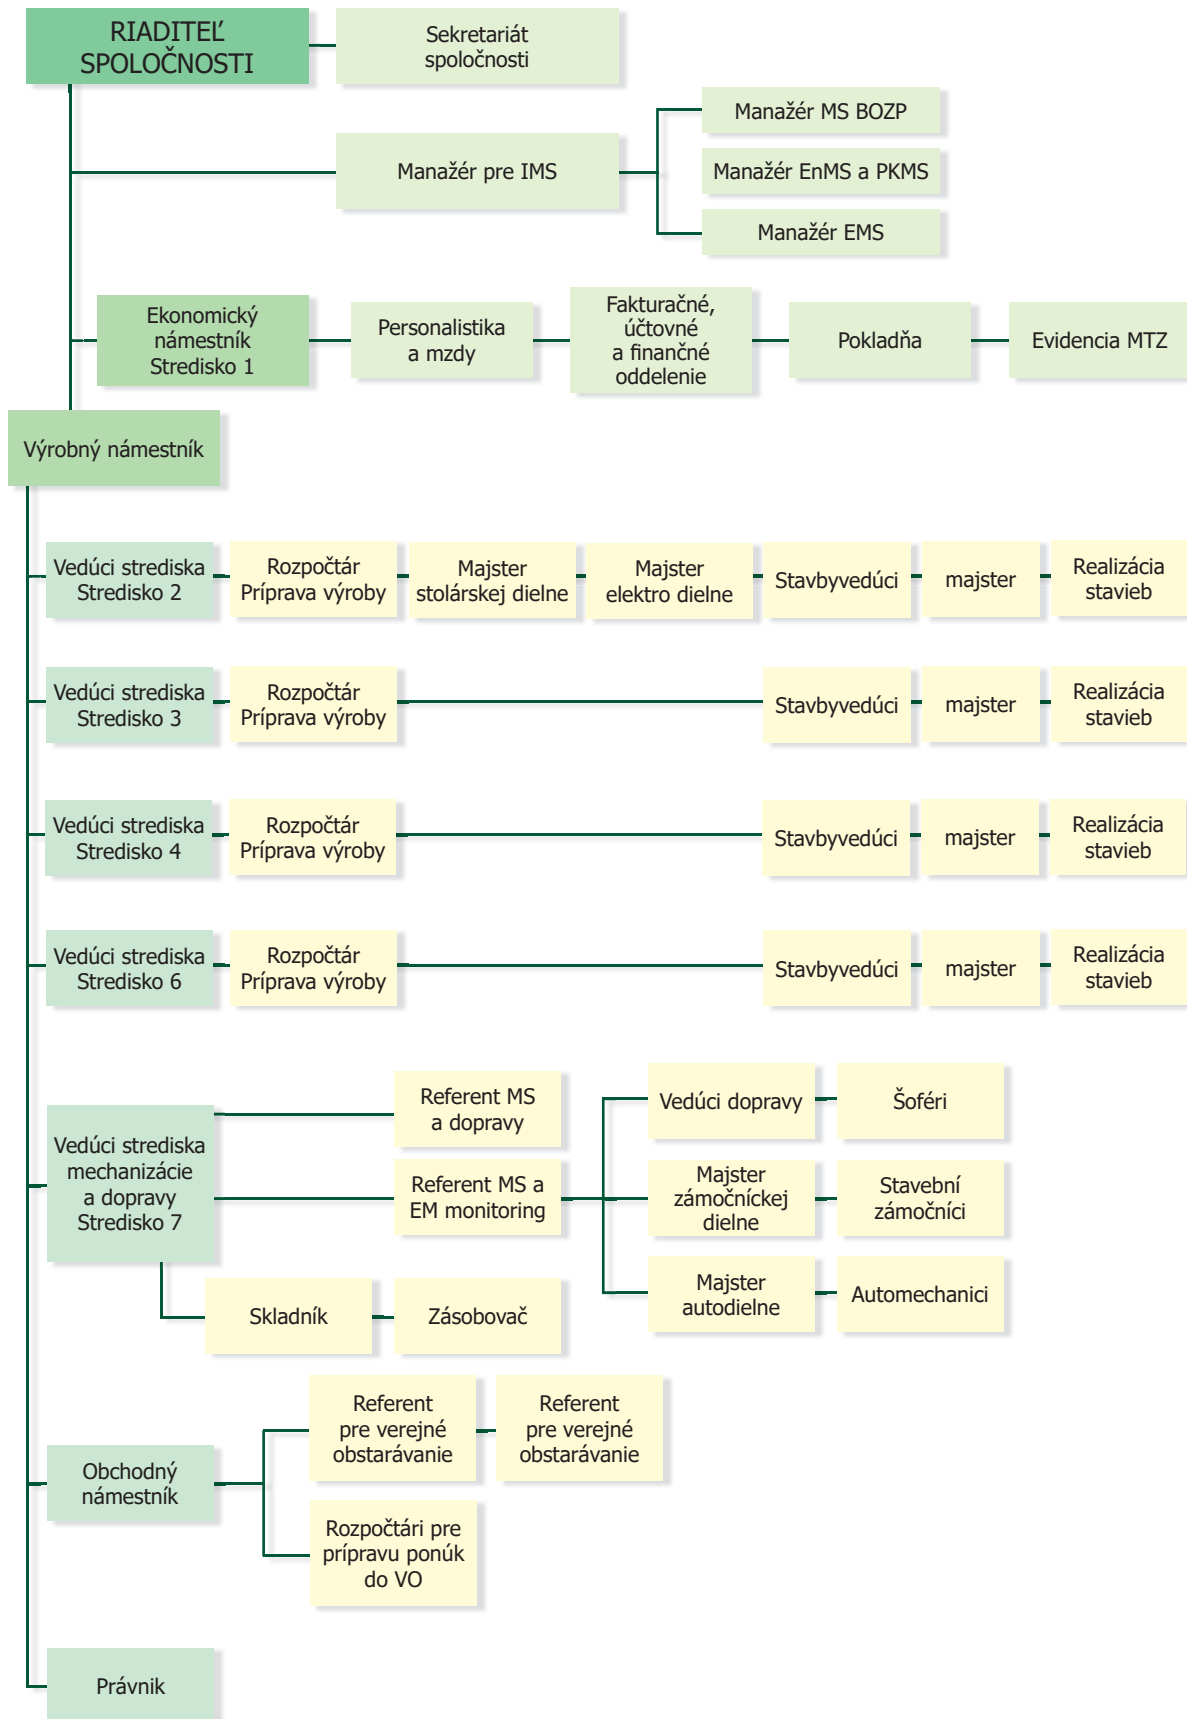 RIADITEĽ
SPOLOČNOSTI
Sekretariát
spoločnosti
Manažér pre IMS
Manažér MS BOZP
Manažér EnMS a PKMS
Manažér EMS
Ekonomický
námestník
Stredisko 1
Personalistika
a mzdy
Fakturačné,
účtovné
a finančné
oddelenie
Pokladňa
Evidencia MTZ
Výrobný námestník
Vedúci strediska
Stredisko 2
Rozpočtár
Príprava výroby
Majster
stolárskej dielne
Majster
elektro dielne
Stavbyvedúci
majster
Realizácia
stavieb
Vedúci strediska
Stredisko 3
Rozpočtár
Príprava výroby
Stavbyvedúci
majster
Realizácia
stavieb
Vedúci strediska
Stredisko 4
Rozpočtár
Príprava výroby
Stavbyvedúci
majster
Realizácia
stavieb
Vedúci strediska
Stredisko 6
Rozpočtár
Príprava výroby
Stavbyvedúci
majster
Realizácia
stavieb
Vedúci strediska
mechanizácie
a dopravy
Stredisko 7
Referent MS
a dopravy
Referent MS a
EM monitoring
Vedúci dopravy
Šoféri
Majster
zámočníckej
dielne
Stavební
zámočníci
Majster
autodielne
Automechanici
Skladník
Zásobovač
Obchodný
námestník
Referent
pre verejné
obstarávanie
Referent
pre verejné
obstarávanie
Rozpočtári pre
prípravu ponúk
do VO
Právnik